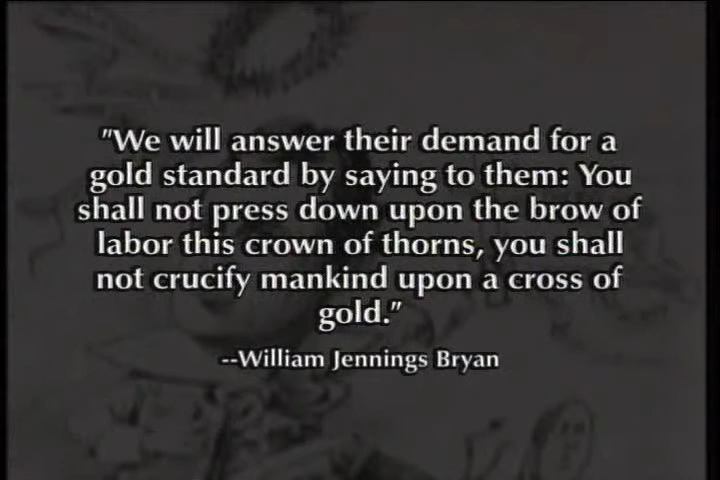 "We will answer their demand for a
gold standard by saying to them: You
shall not press down upon the brow of
labor this crown of thorns, you shall
not crucify mankind upon a cross of
gold."
--William Jennings Bryan